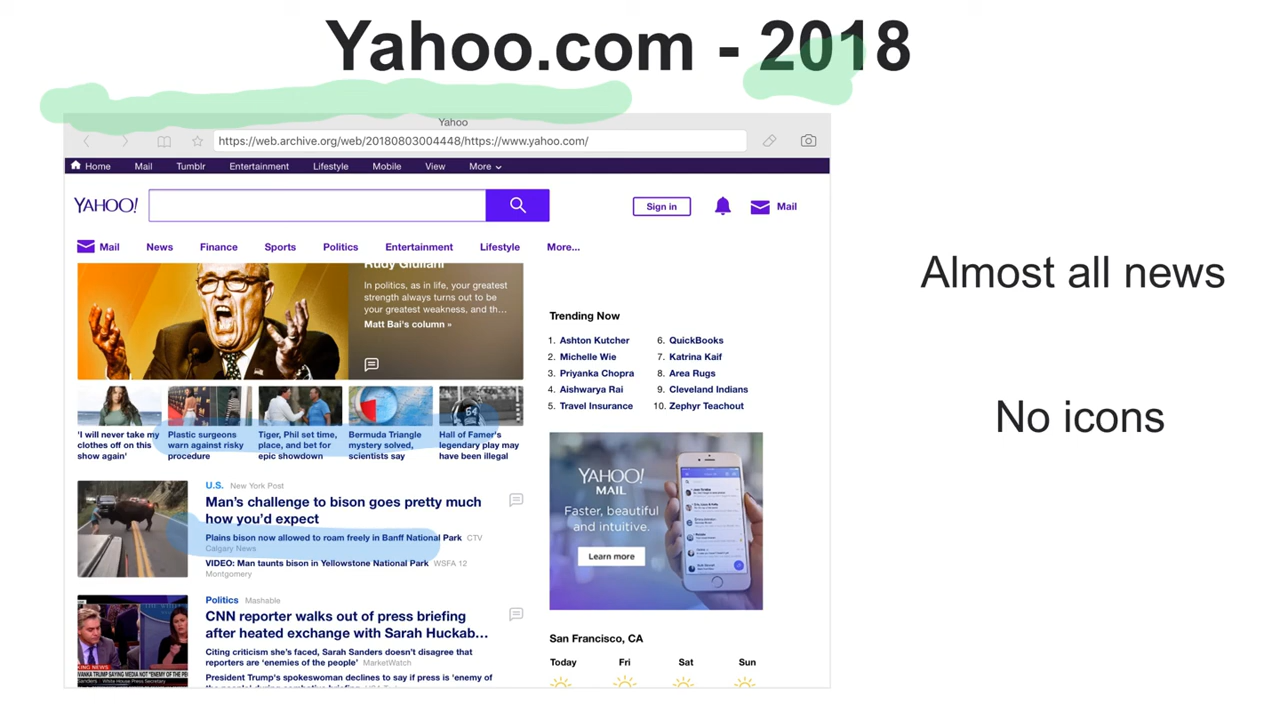 Yahoo.com - 2018
Yahoo
https://web.archive.org/web/20180803004448/https://www.yahoo.com/
Home Mail Tumblr Entertainment Lifestyle Mobile View More
YAHOO!
Sign in
Mail
Mail News Finance Sports Politics Entertainment Lifestyle More...
Rudy Giuliani
In politics, as in life, your greatest
strength always turns out to be
your greatest weakness, and th...
Matt Bai's column »
'I will never take my
clothes off on this
show again'
Plastic surgeons
warn against risky
procedure
Tiger, Phil set time,
place, and bet for
epic showdown
Bermuda Triangle
mystery solved,
scientists say
Hall of Famer's
legendary play may
have been illegal
U.S. New York Post
Man's challenge to bison goes pretty much
how you'd expect
Plains bison now allowed to roam freely in Banff National Park CTV
Calgary News
VIDEO: Man taunts bison in Yellowstone National Park WSFA 12
Montgomery
Politics Mashable
CNN reporter walks out of press briefing
after heated exchange with Sarah Huckab...
Citing criticism she's faced, Sarah Sanders doesn't disagree that
reporters are 'enemies of the people' MarketWatch
President Trump's spokeswoman declines to say if press is 'enemy of
Trending Now
1. Ashton Kutcher
2. Michelle Wie
3. Priyanka Chopra
4. Aishwarya Rai
5. Travel Insurance
6. QuickBooks
7. Katrina Kaif
8. Area Rugs
9. Cleveland Indians
10. Zephyr Teachout
YAHOO!
MAIL
Faster, beautiful
and intuitive.
Learn more
San Francisco, CA
Today Fri Sat Sun
Almost all news
No icons